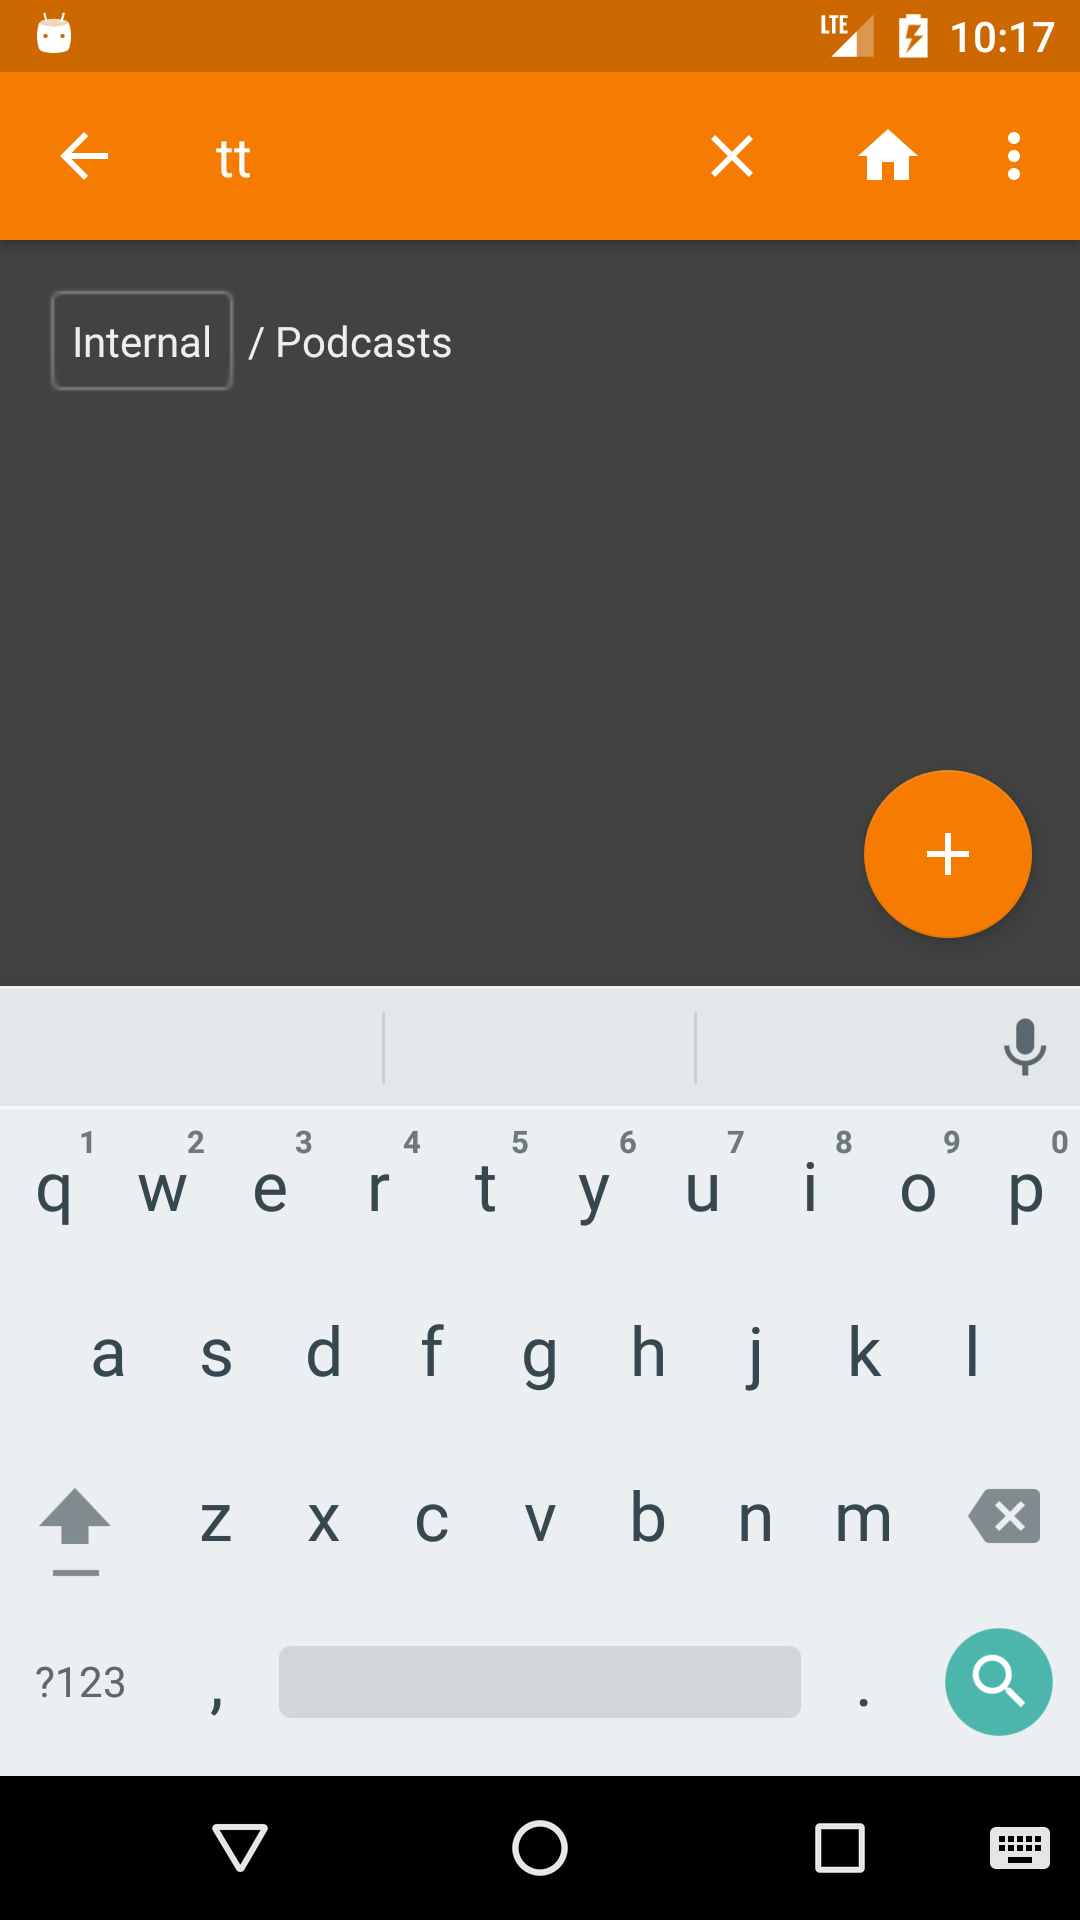 LTE 10:17
tt
Internal / Podcasts
1 2 3 4 5 6 7 8 9 0
q w e r t y u i o p
a s d f g h j k l
z x c v b n m
?123 , .